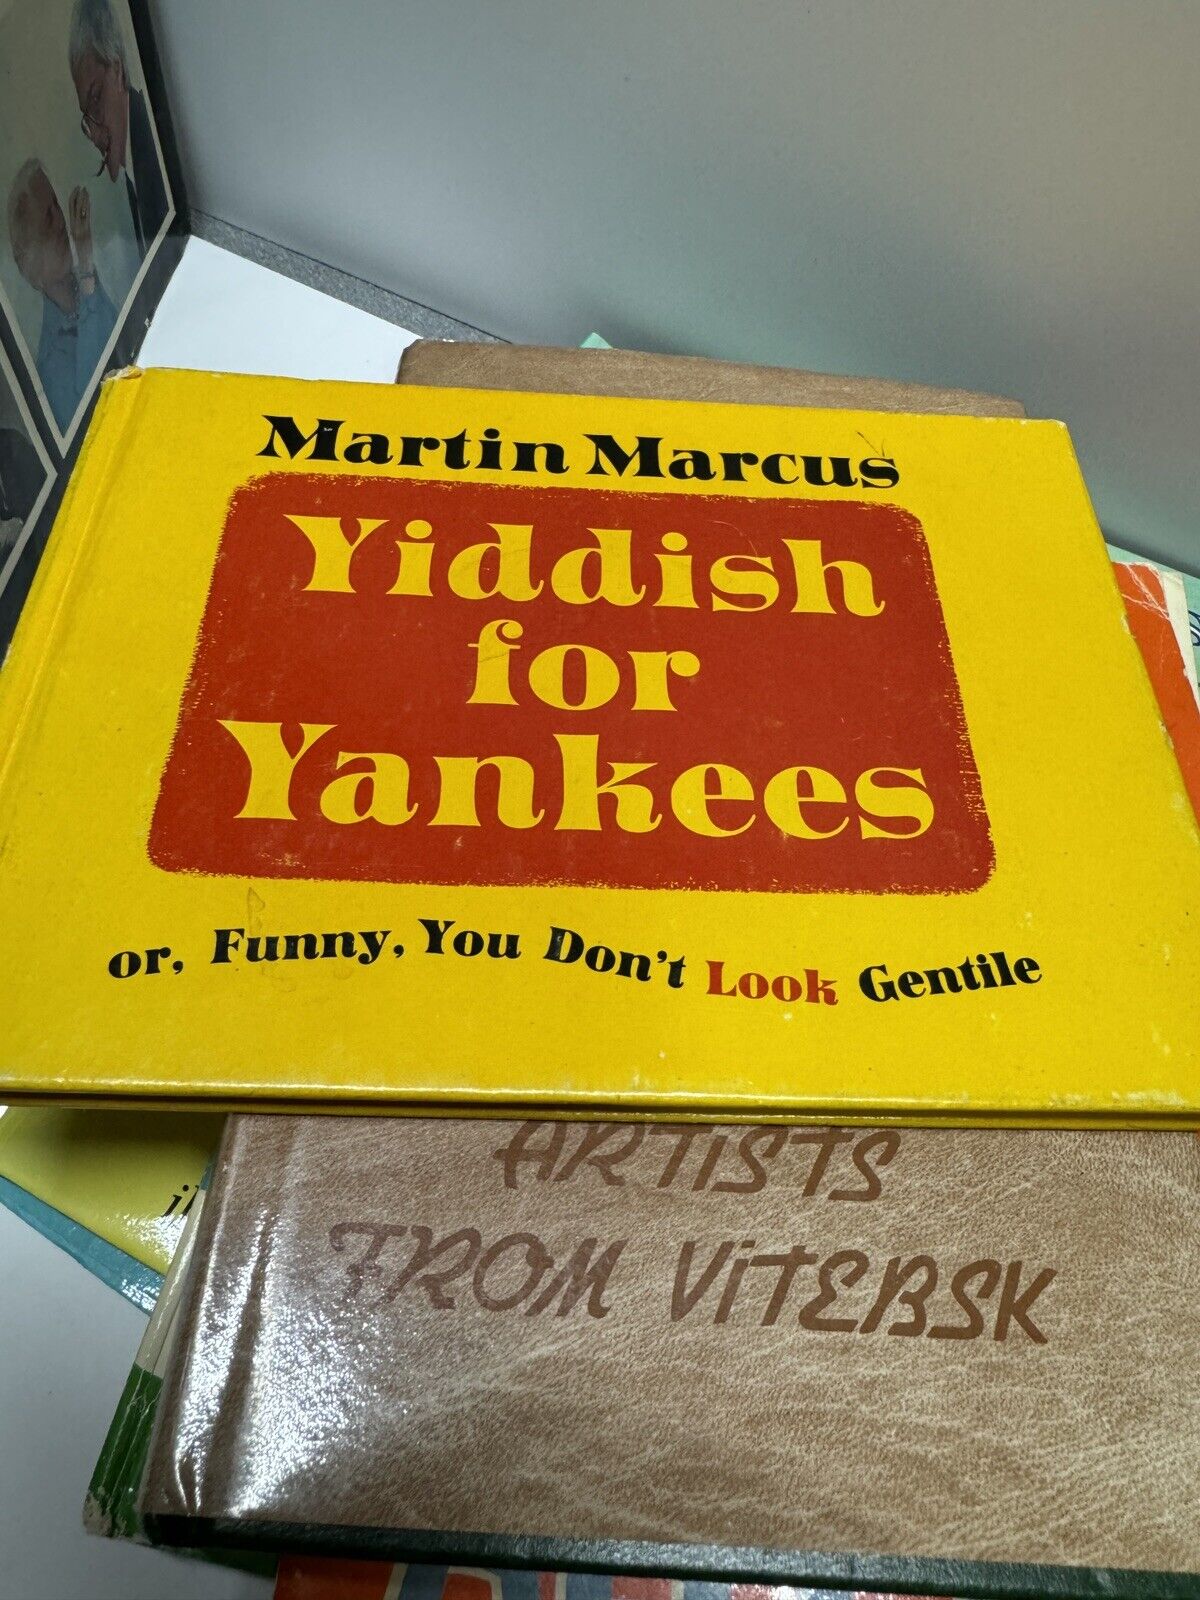 Martin Marcus
Yiddish
for
Yankees
or, Funny, You Don't Look Gentile
ARTiSTS
FROM ViTEBSK